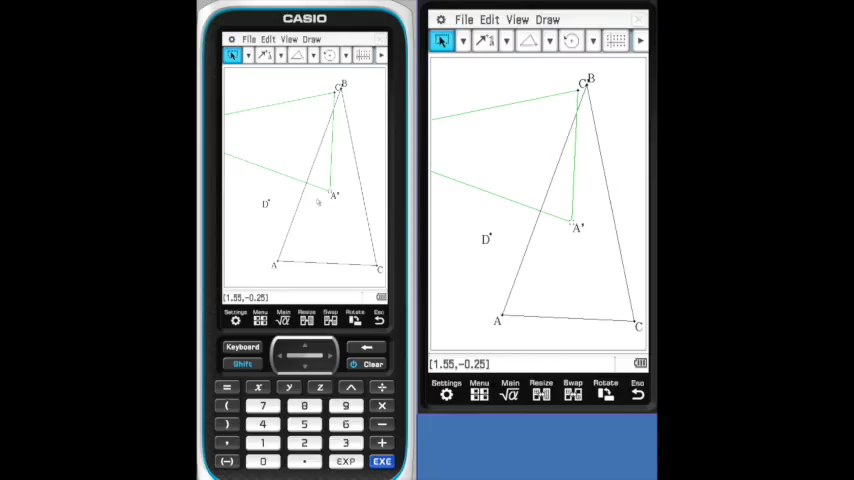 CASIO
File Edit View Draw
B
C'
A'
D
A
C
[1.55,-0.25]
Settings Menu Main Resize Swap Rotate Esc
Keyboard
Shift
Clear
= x y z ^ ÷
( 7 8 9 ×
) 4 5 6 −
, 1 2 3 +
(−) 0 . EXP EXE
File Edit View Draw
B
C'
A'
D
A
C
[1.55,-0.25]
Settings Menu Main Resize Swap Rotate Esc